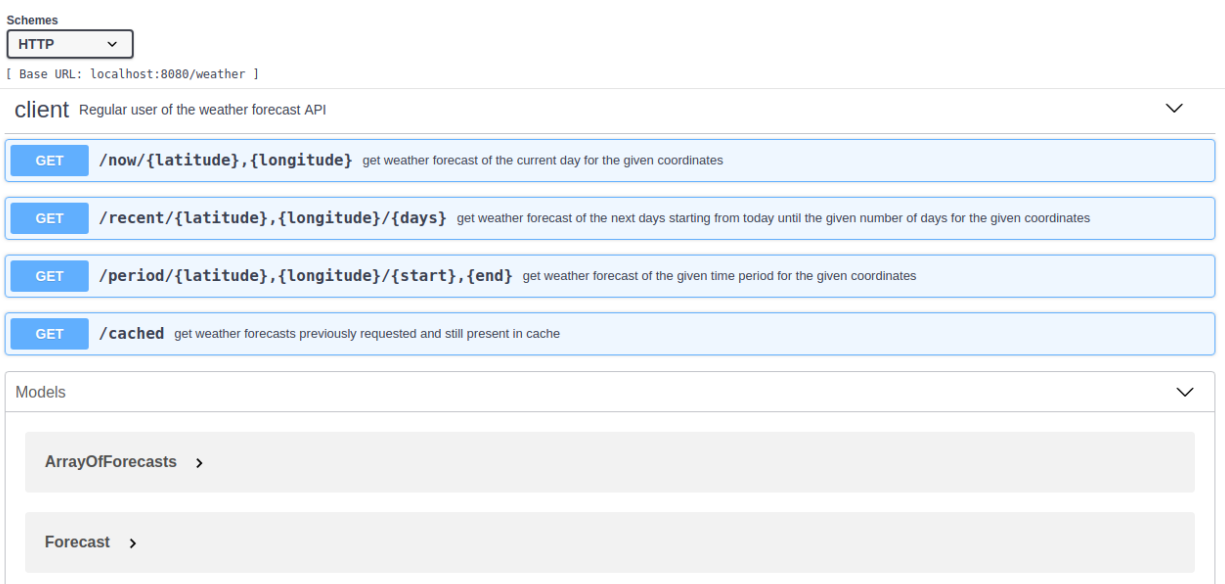 Schemes
HTTP
[ Base URL: localhost:8080/weather ]
client Regular user of the weather forecast API
GET /now/{latitude},{longitude} get weather forecast of the current day for the given coordinates
GET /recent/{latitude},{longitude}/{days} get weather forecast of the next days starting from today until the given number of days for the given coordinates
GET /period/{latitude},{longitude}/{start},{end} get weather forecast of the given time period for the given coordinates
GET /cached get weather forecasts previously requested and still present in cache
Models
ArrayOfForecasts
Forecast